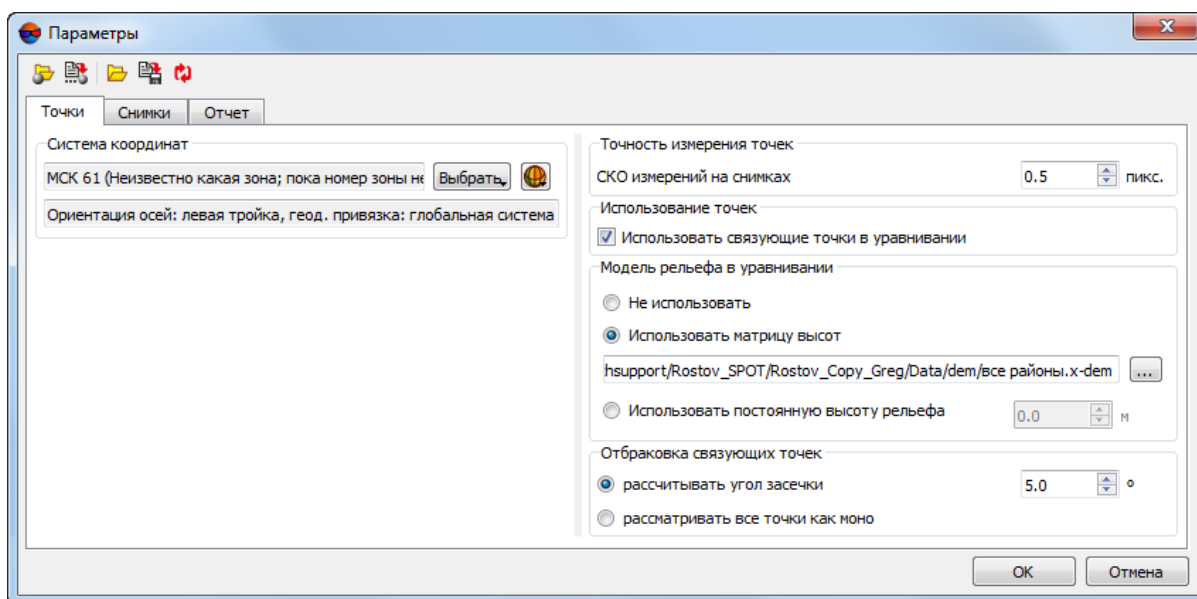 Параметры
Точки Снимки Отчет
Система координат
МСК 61 (Неизвестно какая зона; пока номер зоны не Выбрать
Ориентация осей: левая тройка, геод. привязка: глобальная система
Точность измерения точек
СКО измерений на снимках 0.5 пикс.
Использование точек
Использовать связующие точки в уравнивании
Модель рельефа в уравнивании
Не использовать
Использовать матрицу высот
hsupport/Rostov_SPOT/Rostov_Copy_Greg/Data/dem/все районы.x-dem ...
Использовать постоянную высоту рельефа 0.0 м
Отбраковка связующих точек
рассчитывать угол засечки 5.0 °
рассматривать все точки как моно
OK Отмена